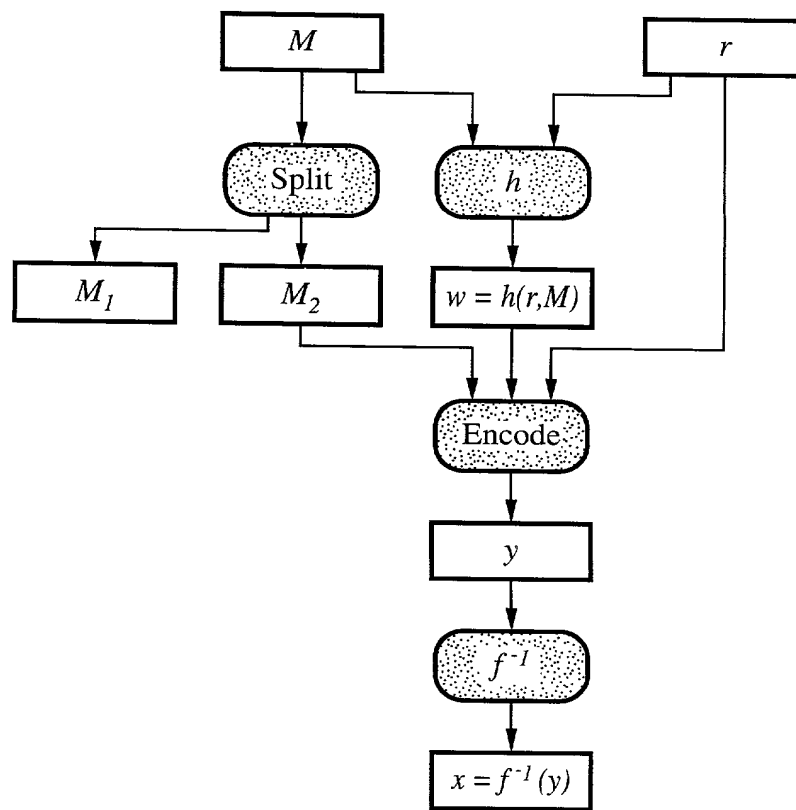 M
r
Split
h
M₁
M₂
w = h(r,M)
Encode
y
f⁻¹
x = f⁻¹(y)